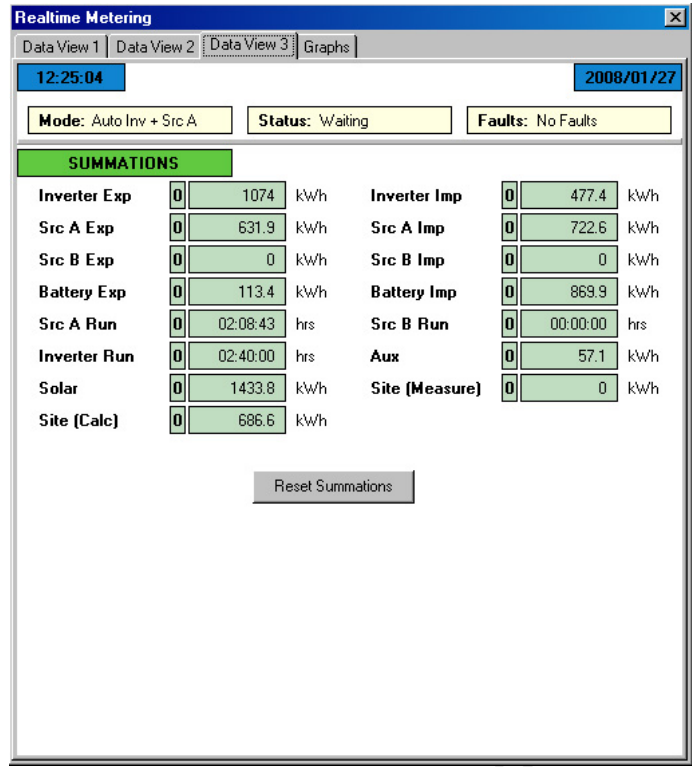 Realtime Metering
Data View 1 Data View 2 Data View 3 Graphs
12:25:04 2008/01/27
Mode: Auto Inv + Src A Status: Waiting Faults: No Faults
SUMMATIONS
Inverter Exp 0 1074 kWh Inverter Imp 0 477.4 kWh
Src A Exp 0 631.9 kWh Src A Imp 0 722.6 kWh
Src B Exp 0 0 kWh Src B Imp 0 0 kWh
Battery Exp 0 113.4 kWh Battery Imp 0 869.9 kWh
Src A Run 0 02:08:43 hrs Src B Run 0 00:00:00 hrs
Inverter Run 0 02:40:00 hrs Aux 0 57.1 kWh
Solar 0 1433.8 kWh Site (Measure) 0 0 kWh
Site (Calc) 0 686.6 kWh
Reset Summations